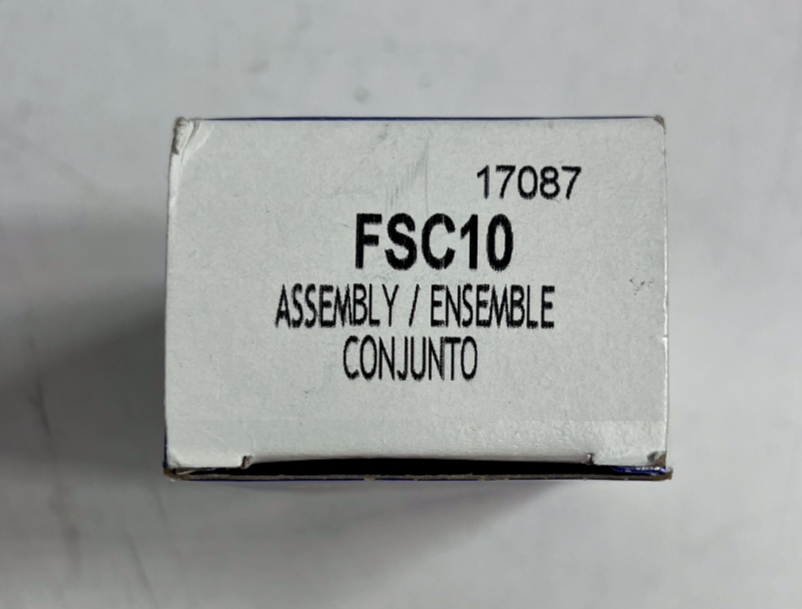 17087
FSC10
ASSEMBLY / ENSEMBLE
CONJUNTO